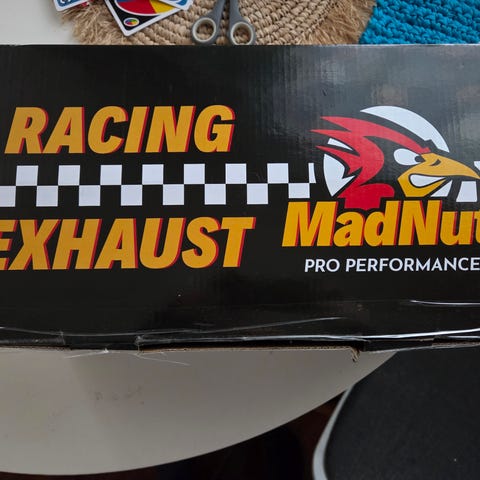 RACING
EXHAUST
MadNut
PRO PERFORMANCE